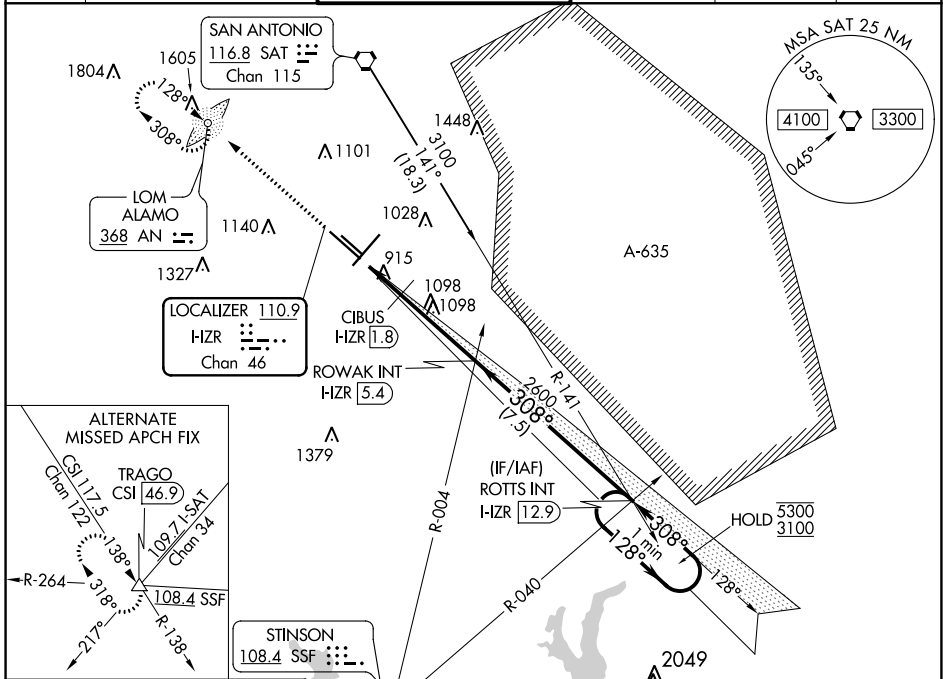 SAN ANTONIO
116.8 SAT
Chan 115
1804
1605
128°
308°
LOM
ALAMO
368 AN
1101
1140
1327
1448
3100
141°
(18.3)
1028
915
1098
1098
A-635
MSA SAT 25 NM
135°
4100
3300
045°
LOCALIZER 110.9
I-IZR
Chan 46
CIBUS
I-IZR 1.8
ROWAK INT
I-IZR 5.4
1379
2600
308°
(7.5)
R-141
(IF/IAF)
ROTTS INT
I-IZR 12.9
HOLD 5300
3100
308°
1 min
128°
128°
R-004
R-040
ALTERNATE
MISSED APCH FIX
TRAGO
CSI 46.9
CSI 117.5
Chan 122
109.7 I-SAT
Chan 34
138°
R-264
318°
217°
R-138
108.4 SSF
STINSON
108.4 SSF
2049